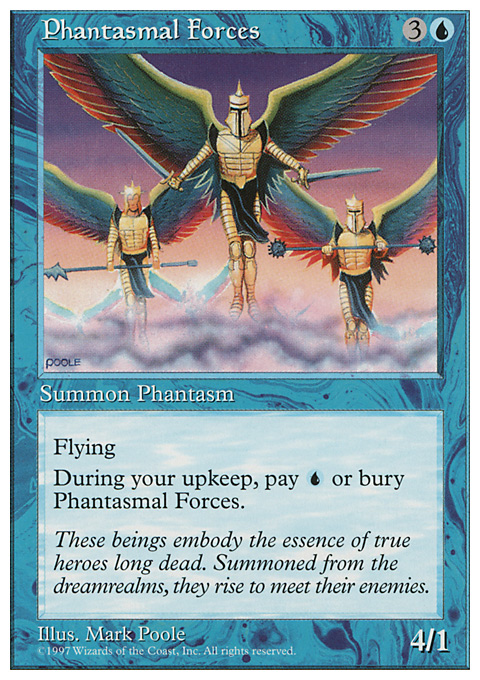 Phantasmal Forces 3
POOLE
Summon Phantasm
Flying
During your upkeep, pay or bury
Phantasmal Forces.
These beings embody the essence of true
heroes long dead. Summoned from the
dreamrealms, they rise to meet their enemies.
Illus. Mark Poole
4/1
©1997 Wizards of the Coast, Inc. All rights reserved.